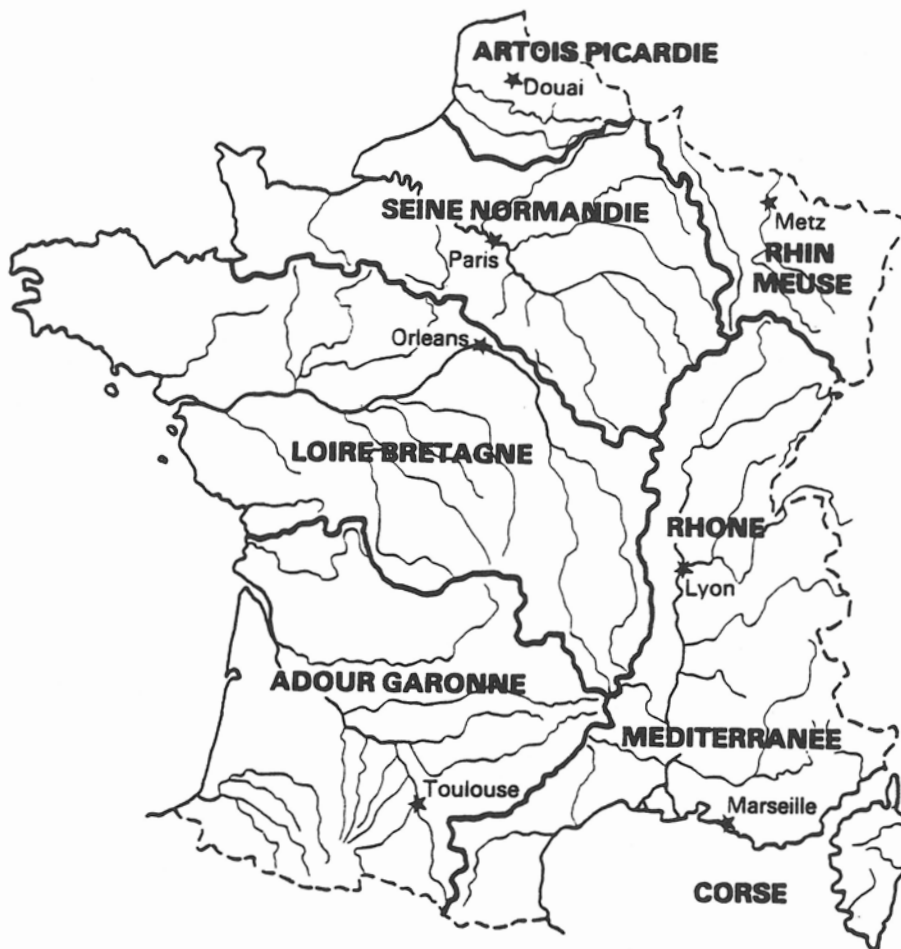 ARTOIS PICARDIE
Douai
SEINE NORMANDIE
Metz
Paris
RHIN
MEUSE
Orleans
LOIRE BRETAGNE
RHONE
Lyon
ADOUR GARONNE
MEDITERRANEE
Toulouse
Marseille
CORSE